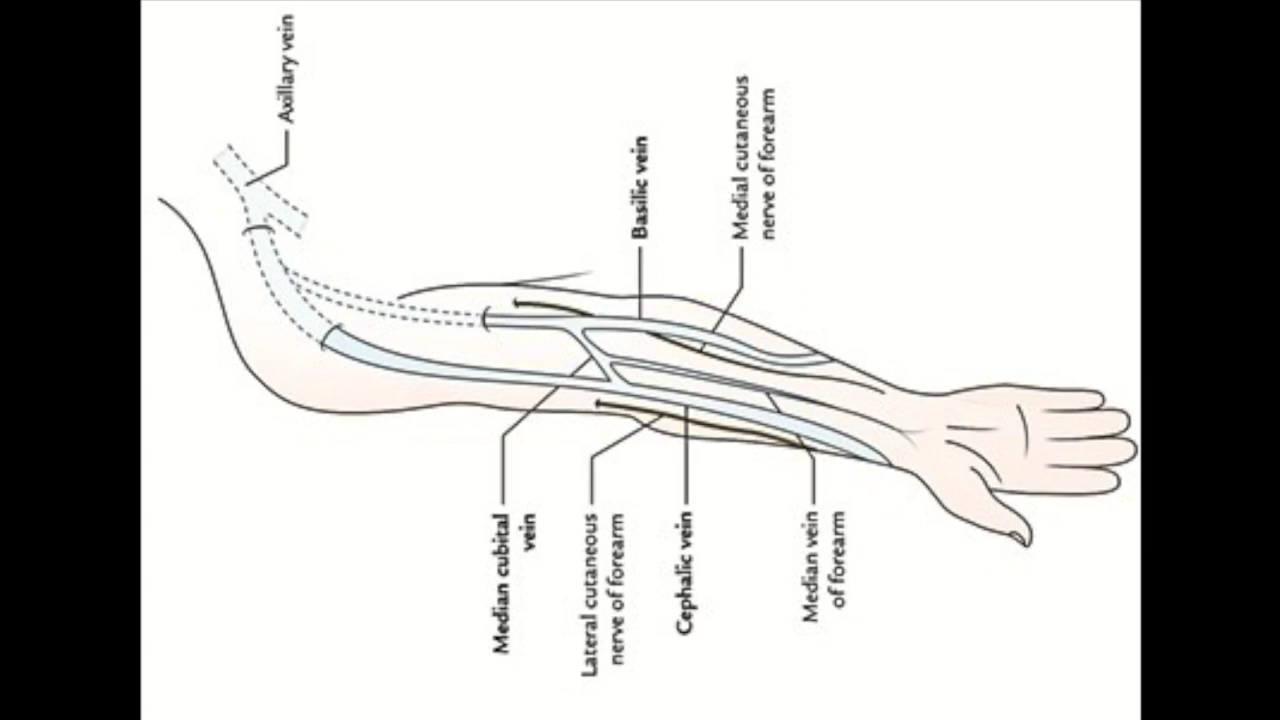 Axillary vein
Basilic vein
Medial cutaneous
nerve of forearm
Median cubital
vein
Lateral cutaneous
nerve of forearm
Cephalic vein
Median vein
of forearm